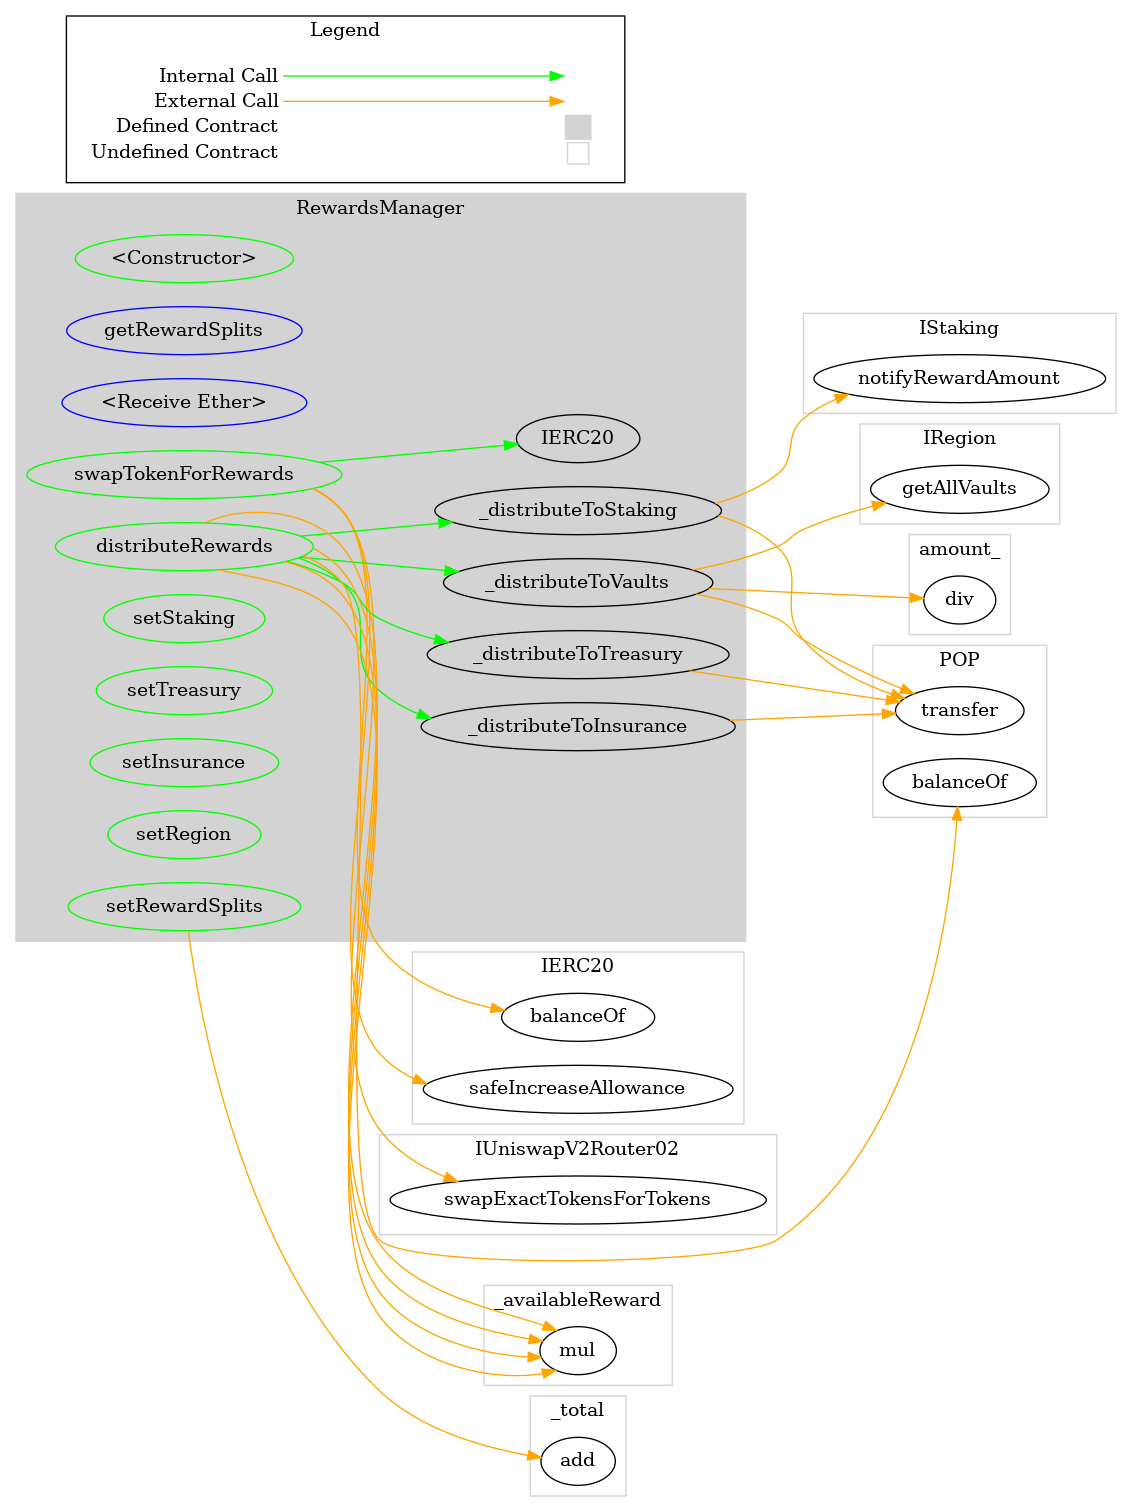 Legend
Internal Call
External Call
Defined Contract
Undefined Contract
RewardsManager
<Constructor>
getRewardSplits
<Receive Ether>
swapTokenForRewards
distributeRewards
setStaking
setTreasury
setInsurance
setRegion
setRewardSplits
IERC20
_distributeToStaking
_distributeToVaults
_distributeToTreasury
_distributeToInsurance
IStaking
notifyRewardAmount
IRegion
getAllVaults
amount_
div
POP
transfer
balanceOf
IERC20
balanceOf
safeIncreaseAllowance
IUniswapV2Router02
swapExactTokensForTokens
_availableReward
mul
_total
add